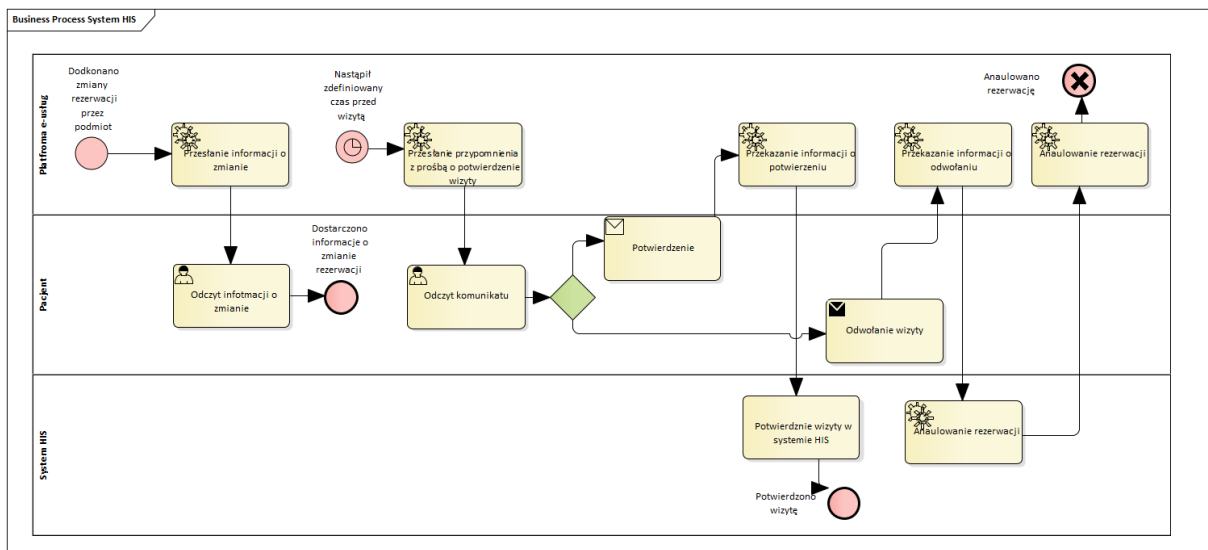 Business Process System HIS
Platfroma e-usług
Dodkonano
zmiany
rezerwacji
przez
podmiot
Przesłanie informacji o
zmianie
Nastąpił
zdefiniowany
czas przed
wizytą
Przesłanie przypomnienia
z prośbą o potwierdzenie
wizyty
Przekazanie informacji o
potwierzeniu
Przekazanie informacji o
odwołaniu
Anaulowano
rezerwację
Anaulowanie rezerwacji
Pacjent
Odczyt infotmacji o
zmianie
Dostarczono
informacje o
zmianie
rezerwacji
Odczyt komunikatu
Potwierdzenie
Odwołanie wizyty
System HIS
Potwierdznie wizyty w
systemie HIS
Potwierdzono
wizytę
Anaulowanie rezerwacji